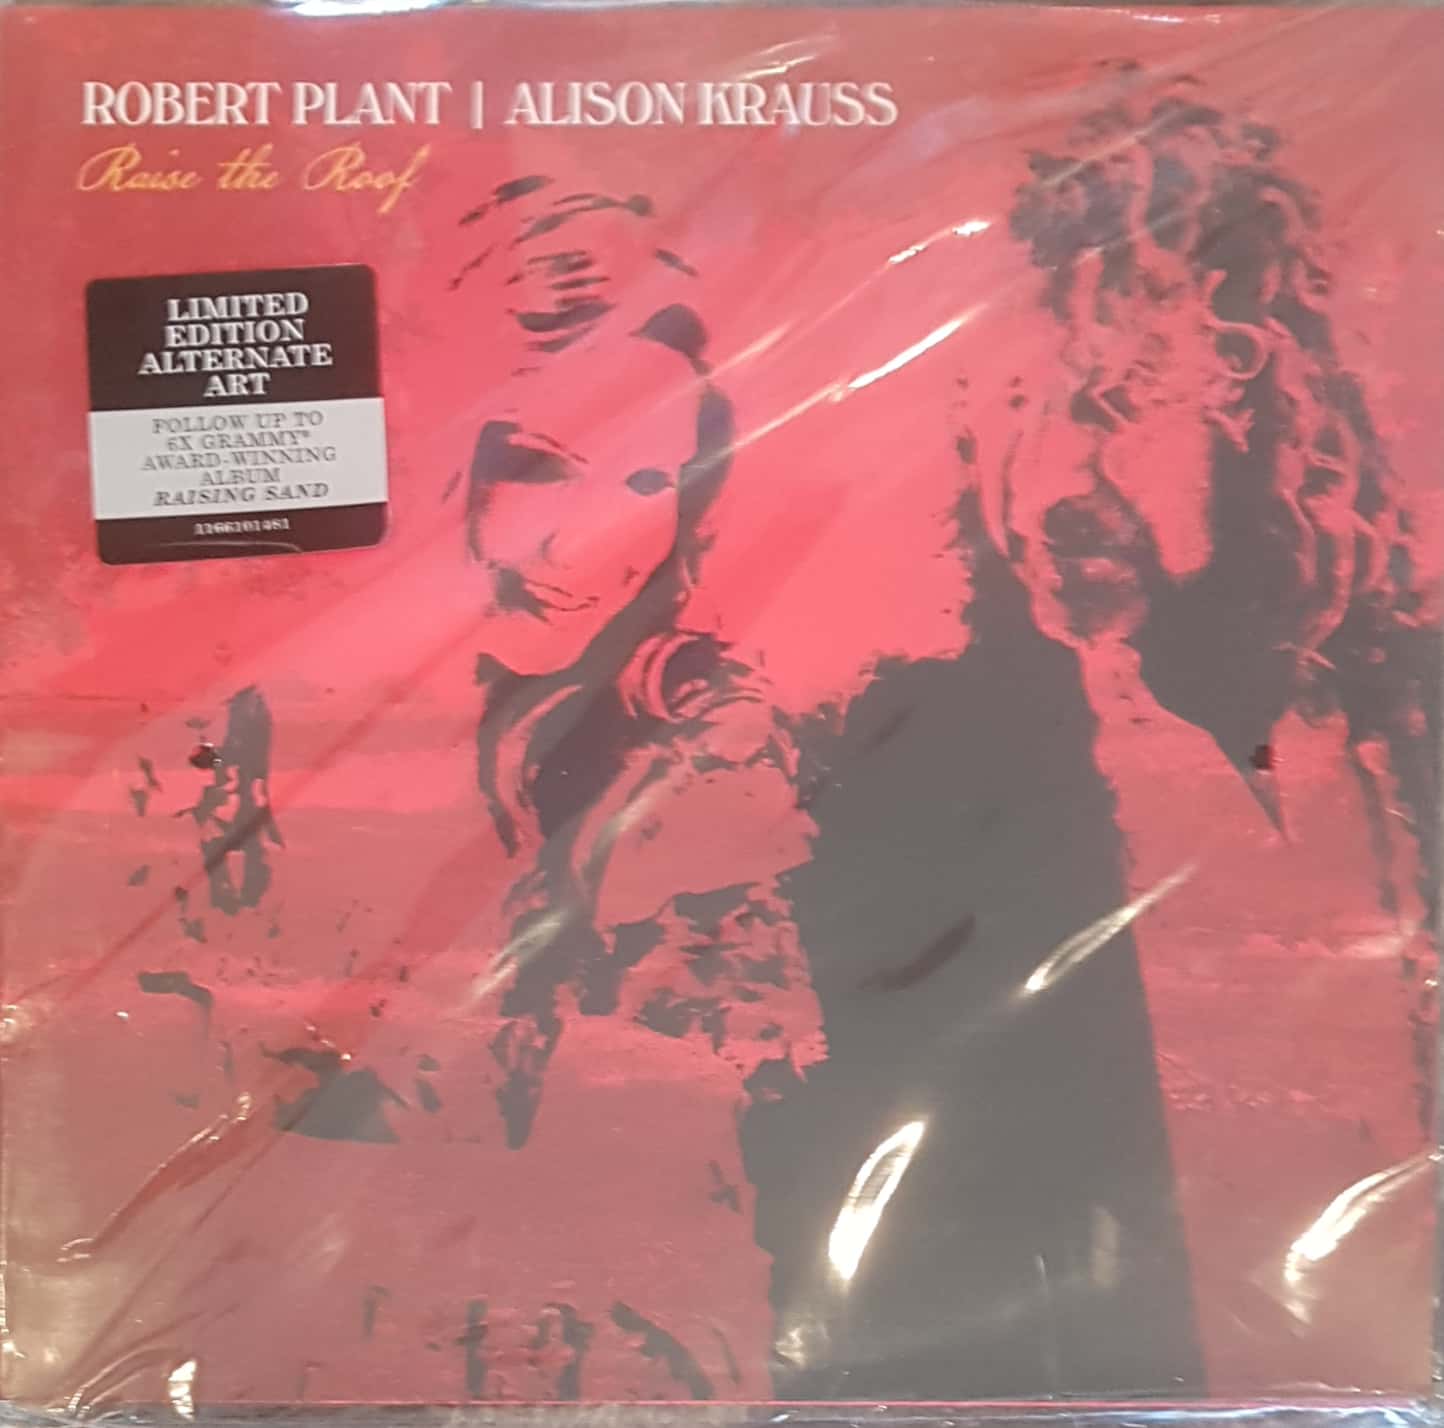 ROBERT PLANT | ALISON KRAUSS
Raise the Roof
LIMITED
EDITION
ALTERNATE
ART
FOLLOW UP TO
6X GRAMMY®
AWARD-WINNING
ALBUM
RAISING SAND
1166101481